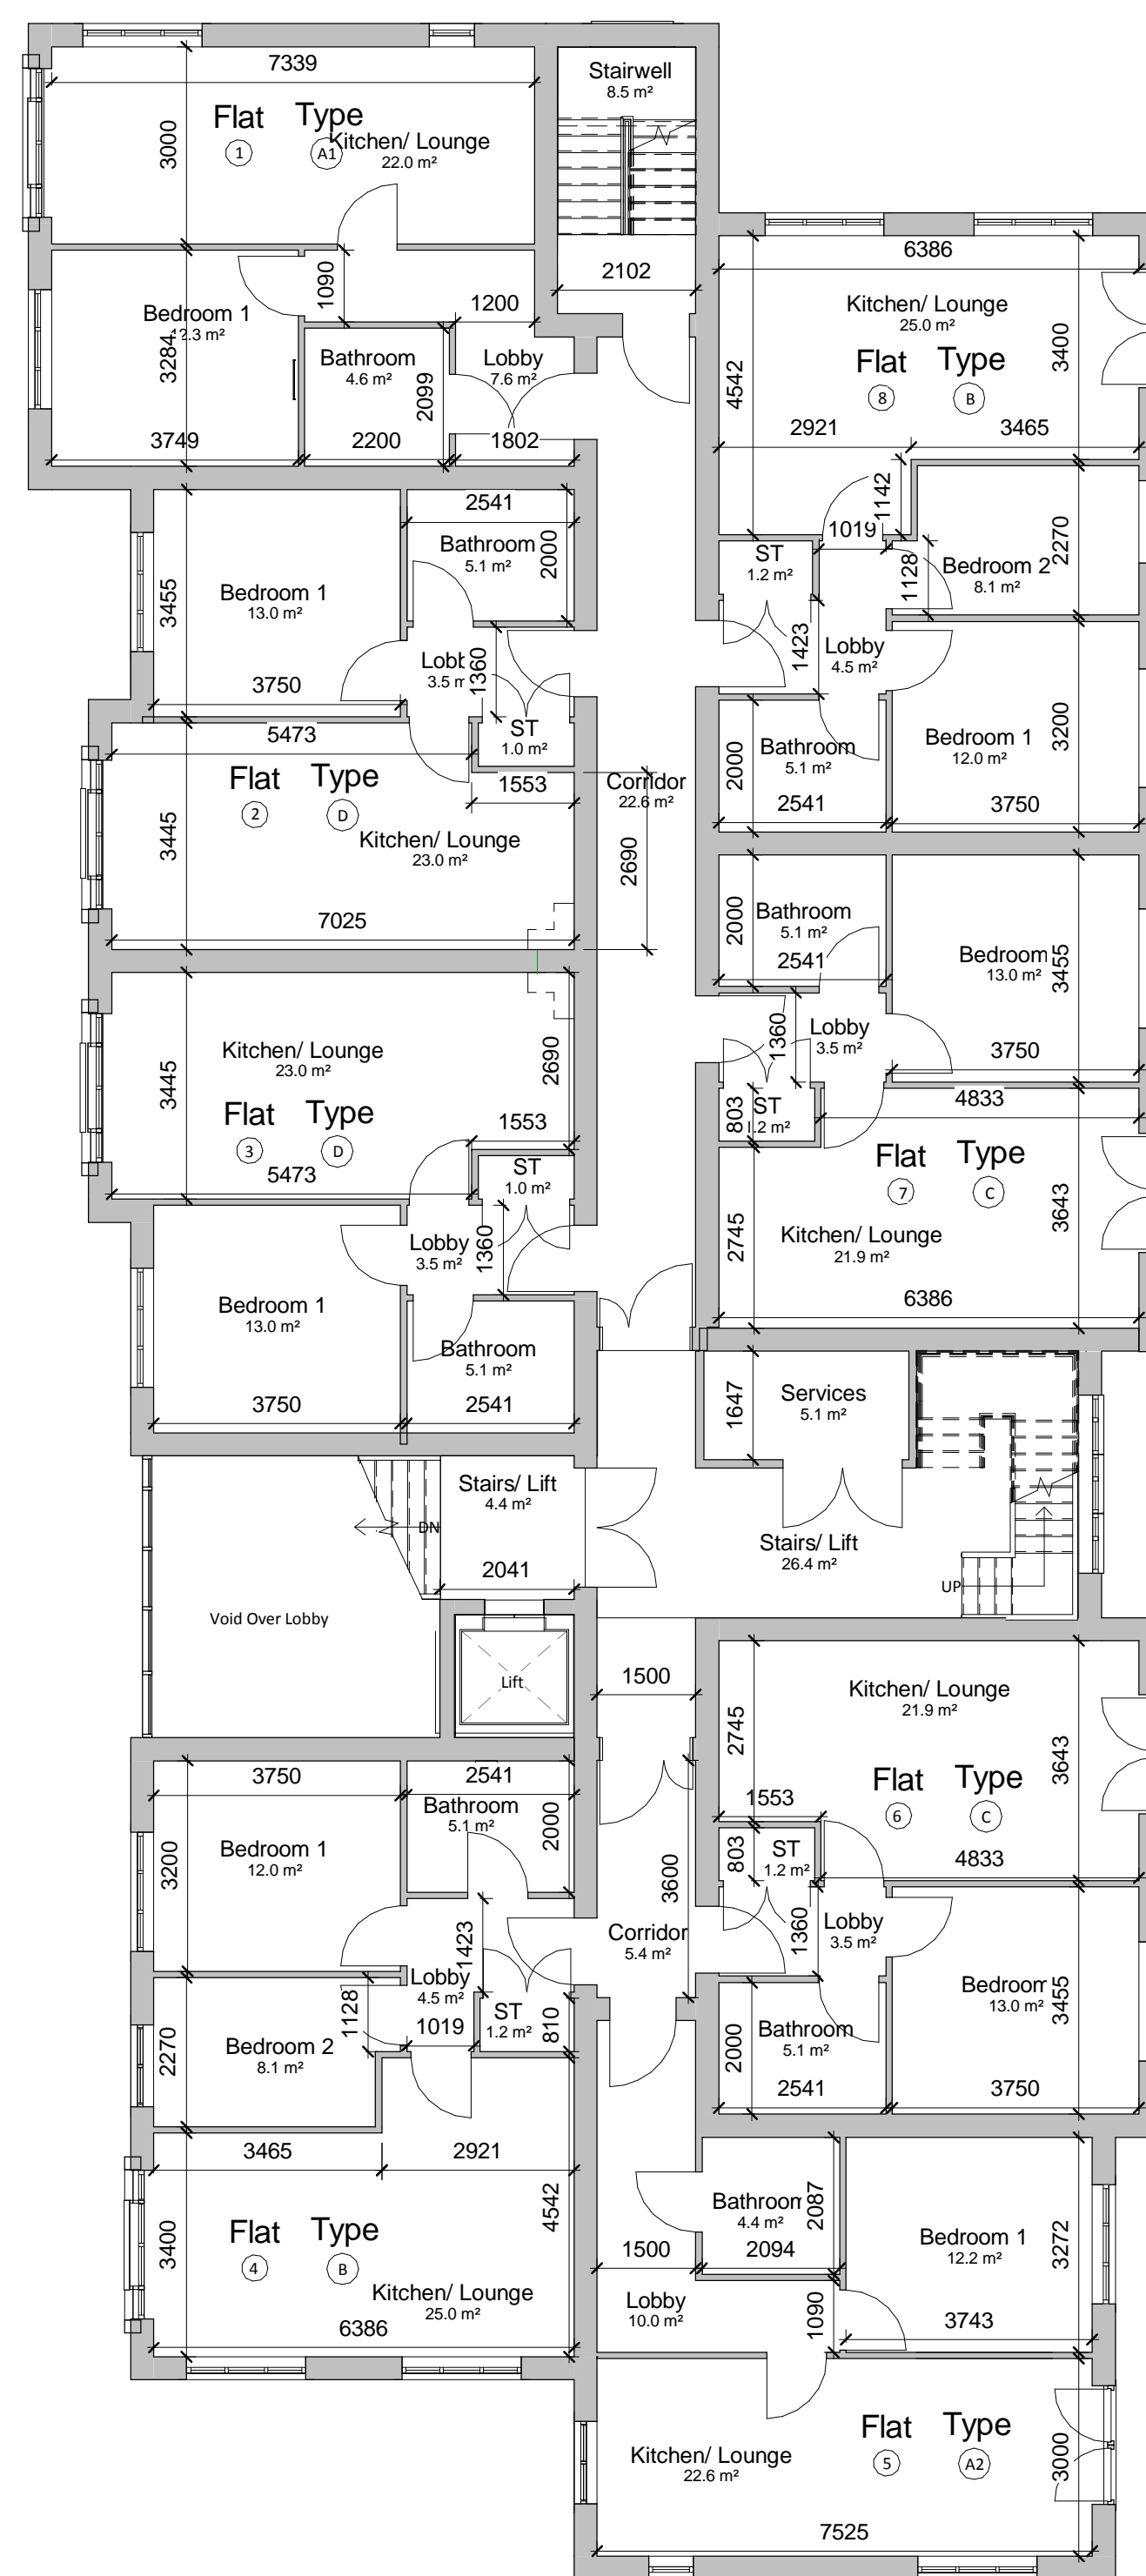 7339
Stairwell
8.5 m²
Flat Type
1 A1
Kitchen/ Lounge
22.0 m²
3000
2102
1090
1200
Bedroom 1
12.3 m²
3284
Bathroom
4.6 m²
2099
Lobby
7.6 m²
3749
2200
1802
6386
Kitchen/ Lounge
25.0 m²
Flat Type
8 B
4542
3400
2921
3465
1142
1019
ST
1.2 m²
1128
Bedroom 2
8.1 m²
2270
1423
Lobby
4.5 m²
Bathroom
5.1 m²
2000
2541
Bedroom 1
12.0 m²
3200
3750
2541
Bathroom
5.1 m²
2000
Bedroom 1
13.0 m²
3455
3750
Lobby
3.5 m²
1360
ST
1.0 m²
5473
1553
Flat Type
2 D
Kitchen/ Lounge
23.0 m²
3445
7025
Corridor
22.6 m²
2690
Bathroom
5.1 m²
2000
2541
Bedroom
13.0 m²
3455
3750
Lobby
3.5 m²
1360
803
ST
1.2 m²
4833
Flat Type
7 C
Kitchen/ Lounge
21.9 m²
2745
3643
6386
Kitchen/ Lounge
23.0 m²
3445
2690
Flat Type
3 D
1553
5473
ST
1.0 m²
Lobby
3.5 m²
1360
Bedroom 1
13.0 m²
Bathroom
5.1 m²
3750
2541
Services
5.1 m²
1647
Stairs/ Lift
4.4 m²
DN
2041
Stairs/ Lift
26.4 m²
UP
Void Over Lobby
Lift
1500
Kitchen/ Lounge
21.9 m²
2745
3643
Flat Type
6 C
1553
4833
803
ST
1.2 m²
1360
Lobby
3.5 m²
Bedroom
13.0 m²
3455
Bathroom
5.1 m²
2000
2541
3750
3750
2541
Bathroom
5.1 m²
2000
Bedroom 1
12.0 m²
3200
3600
Corridor
5.4 m²
1423
Lobby
4.5 m²
1128
1019
ST
1.2 m²
810
Bedroom 2
8.1 m²
2270
3465
2921
4542
Flat Type
4 B
3400
Kitchen/ Lounge
25.0 m²
6386
Bathroom
4.4 m²
2087
1500
2094
Bedroom 1
12.2 m²
3272
Lobby
10.0 m²
1090
3743
Flat Type
5 A2
Kitchen/ Lounge
22.6 m²
3000
7525